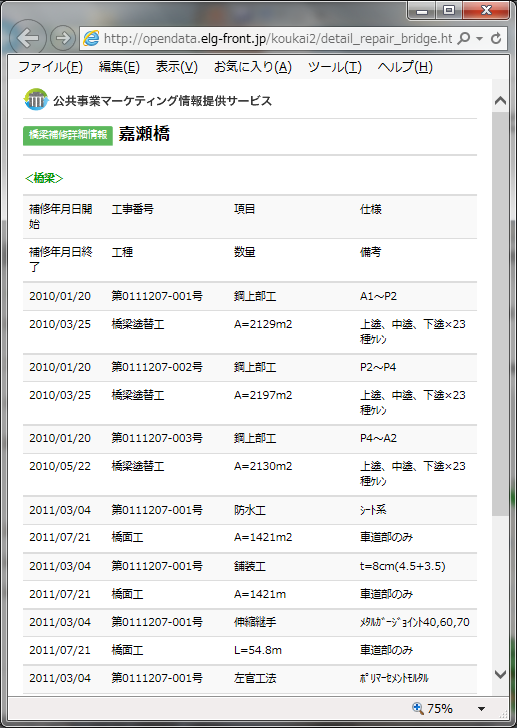 http://opendata.elg-front.jp/koukai2/detail_repair_bridge.ht
ファイル(F) 編集(E) 表示(V) お気に入り(A) ツール(T) ヘルプ(H)
公共事業マーケティング情報提供サービス
橋梁補修詳細情報 嘉瀬橋
<橋梁>
補修年月日開 工事番号 項目 仕様
始
補修年月日終 工種 数量 備考
了
2010/01/20 第0111207-001号 鋼上部工 A1～P2
2010/03/25 橋梁塗替工 A=2129m2 上塗、中塗、下塗×23
種ｹﾚﾝ
2010/01/20 第0111207-002号 鋼上部工 P2～P4
2010/03/25 橋梁塗替工 A=2197m2 上塗、中塗、下塗×23
種ｹﾚﾝ
2010/01/20 第0111207-003号 鋼上部工 P4～A2
2010/05/22 橋梁塗替工 A=2130m2 上塗、中塗、下塗×23
種ｹﾚﾝ
2011/03/04 第0111207-001号 防水工 ｼｰﾄ系
2011/07/21 橋面工 A=1421m2 車道部のみ
2011/03/04 第0111207-001号 舗装工 t=8cm(4.5+3.5)
2011/07/21 橋面工 A=1421m 車道部のみ
2011/03/04 第0111207-001号 伸縮継手 ﾒﾀﾙｶﾞｰｼﾞｮｲﾝﾄ40,60,70
2011/07/21 橋面工 L=54.8m 車道部のみ
2011/03/04 第0111207-001号 左官工法 ﾎﾟﾘﾏｰｾﾒﾝﾄﾓﾙﾀﾙ
75%